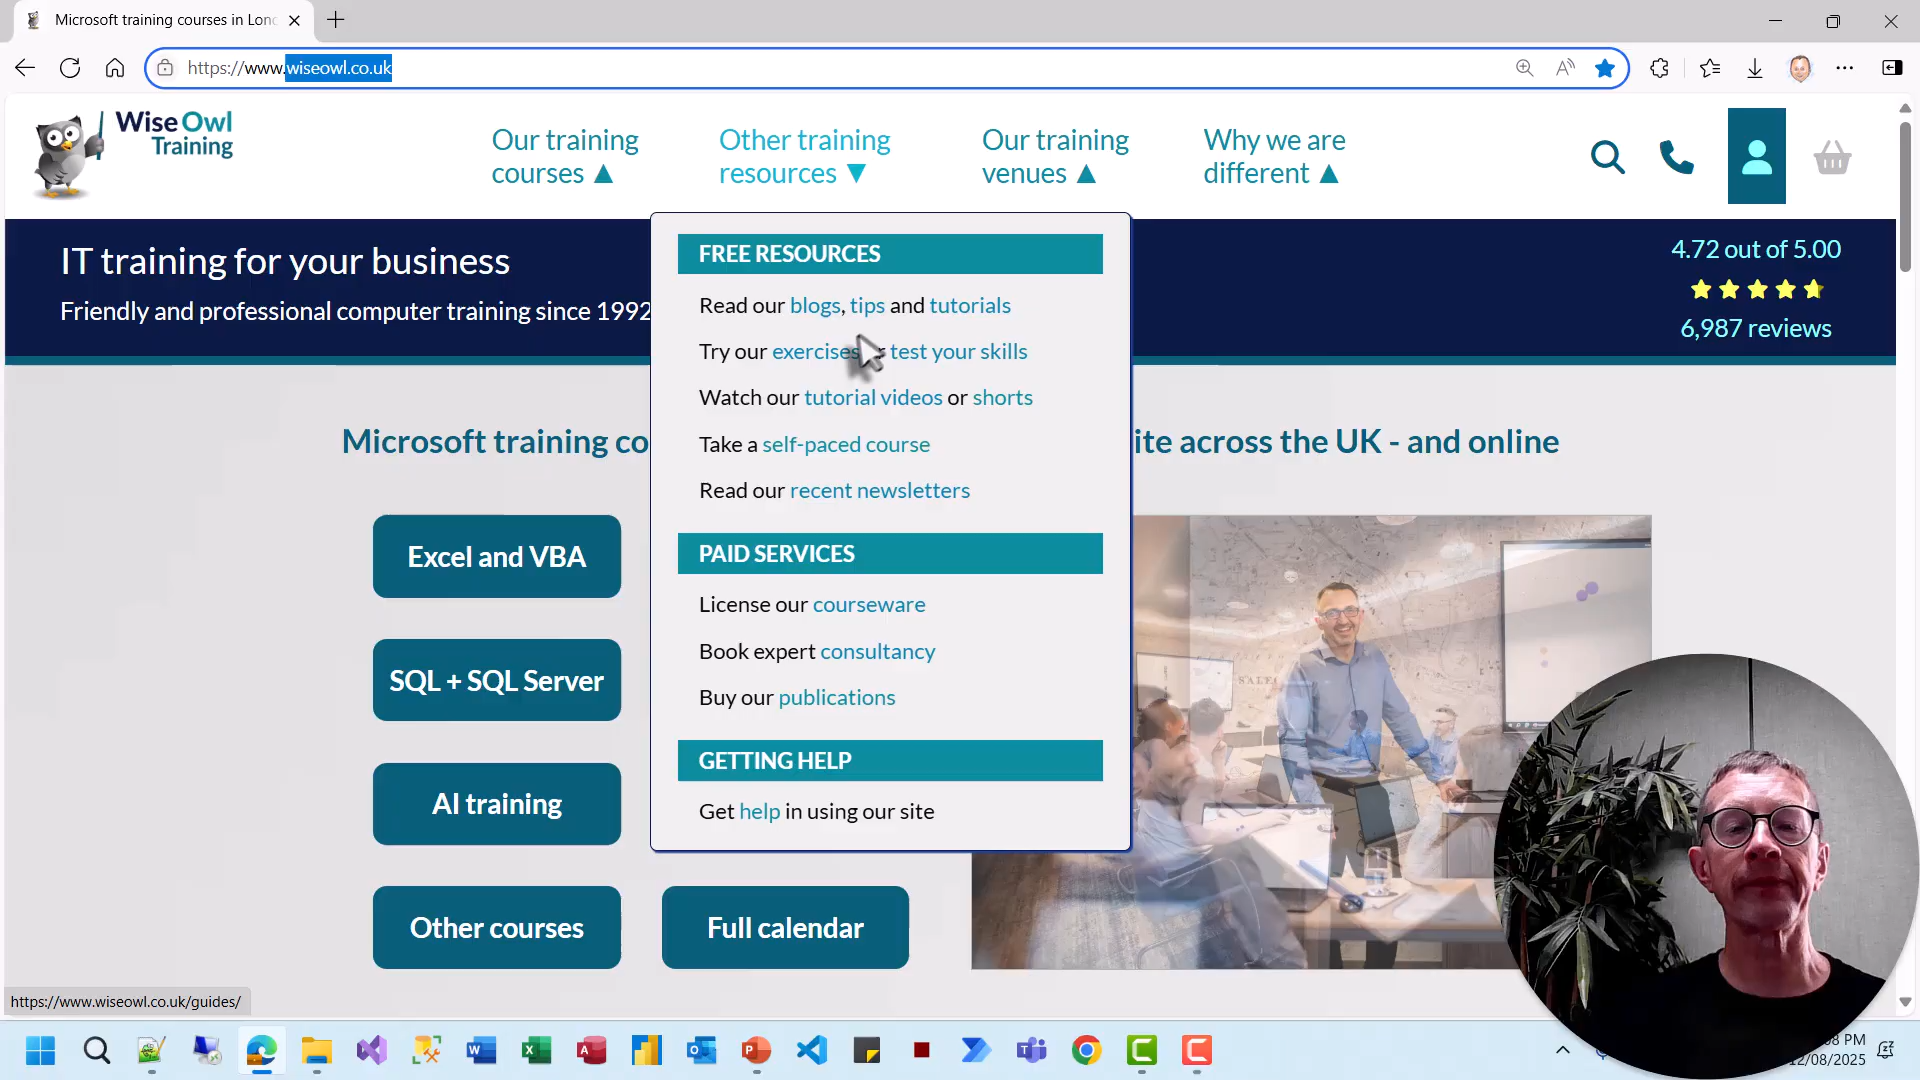 Microsoft training courses in Lon
https://www.wiseowl.co.uk
Wise Owl
Training
Our training
courses ▲
Other training
resources ▼
Our training
venues ▲
Why we are
different ▲
IT training for your business
Friendly and professional computer training since 1992
4.72 out of 5.00
6,987 reviews
FREE RESOURCES
Read our blogs, tips and tutorials
Try our exercises test your skills
Watch our tutorial videos or shorts
Take a self-paced course
Read our recent newsletters
PAID SERVICES
License our courseware
Book expert consultancy
Buy our publications
GETTING HELP
Get help in using our site
Microsoft training co
ite across the UK - and online
Excel and VBA
SQL + SQL Server
AI training
Other courses
Full calendar
https://www.wiseowl.co.uk/guides/
PM
12/08/2025